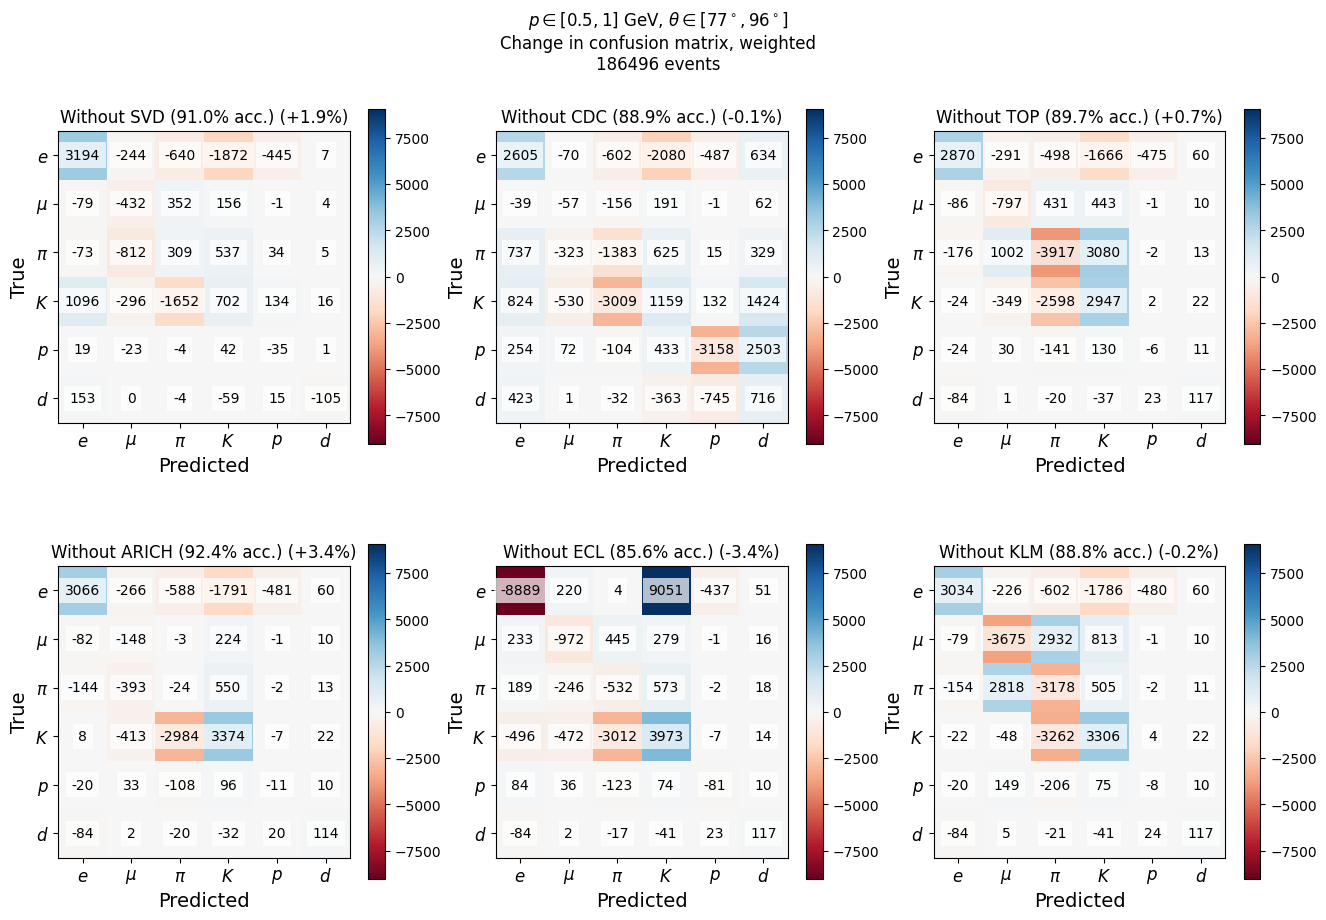 p ∈ [0.5, 1] GeV, θ ∈ [77°, 96°]
Change in confusion matrix, weighted
186496 events
Without SVD (91.0% acc.) (+1.9%)
e 3194 -244 -640 -1872 -445 7
μ -79 -432 352 156 -1 4
π -73 -812 309 537 34 5
K 1096 -296 -1652 702 134 16
p 19 -23 -4 42 -35 1
d 153 0 -4 -59 15 -105
e μ π K p d
Predicted
True
7500
5000
2500
0
−2500
−5000
−7500
Without CDC (88.9% acc.) (-0.1%)
e 2605 -70 -602 -2080 -487 634
μ -39 -57 -156 191 -1 62
π 737 -323 -1383 625 15 329
K 824 -530 -3009 1159 132 1424
p 254 72 -104 433 -3158 2503
d 423 1 -32 -363 -745 716
e μ π K p d
Predicted
True
7500
5000
2500
0
−2500
−5000
−7500
Without TOP (89.7% acc.) (+0.7%)
e 2870 -291 -498 -1666 -475 60
μ -86 -797 431 443 -1 10
π -176 1002 -3917 3080 -2 13
K -24 -349 -2598 2947 2 22
p -24 30 -141 130 -6 11
d -84 1 -20 -37 23 117
e μ π K p d
Predicted
True
7500
5000
2500
0
−2500
−5000
−7500
Without ARICH (92.4% acc.) (+3.4%)
e 3066 -266 -588 -1791 -481 60
μ -82 -148 -3 224 -1 10
π -144 -393 -24 550 -2 13
K 8 -413 -2984 3374 -7 22
p -20 33 -108 96 -11 10
d -84 2 -20 -32 20 114
e μ π K p d
Predicted
True
7500
5000
2500
0
−2500
−5000
−7500
Without ECL (85.6% acc.) (-3.4%)
e -8889 220 4 9051 -437 51
μ 233 -972 445 279 -1 16
π 189 -246 -532 573 -2 18
K -496 -472 -3012 3973 -7 14
p 84 36 -123 74 -81 10
d -84 2 -17 -41 23 117
e μ π K p d
Predicted
True
7500
5000
2500
0
−2500
−5000
−7500
Without KLM (88.8% acc.) (-0.2%)
e 3034 -226 -602 -1786 -480 60
μ -79 -3675 2932 813 -1 10
π -154 2818 -3178 505 -2 11
K -22 -48 -3262 3306 4 22
p -20 149 -206 75 -8 10
d -84 5 -21 -41 24 117
e μ π K p d
Predicted
True
7500
5000
2500
0
−2500
−5000
−7500